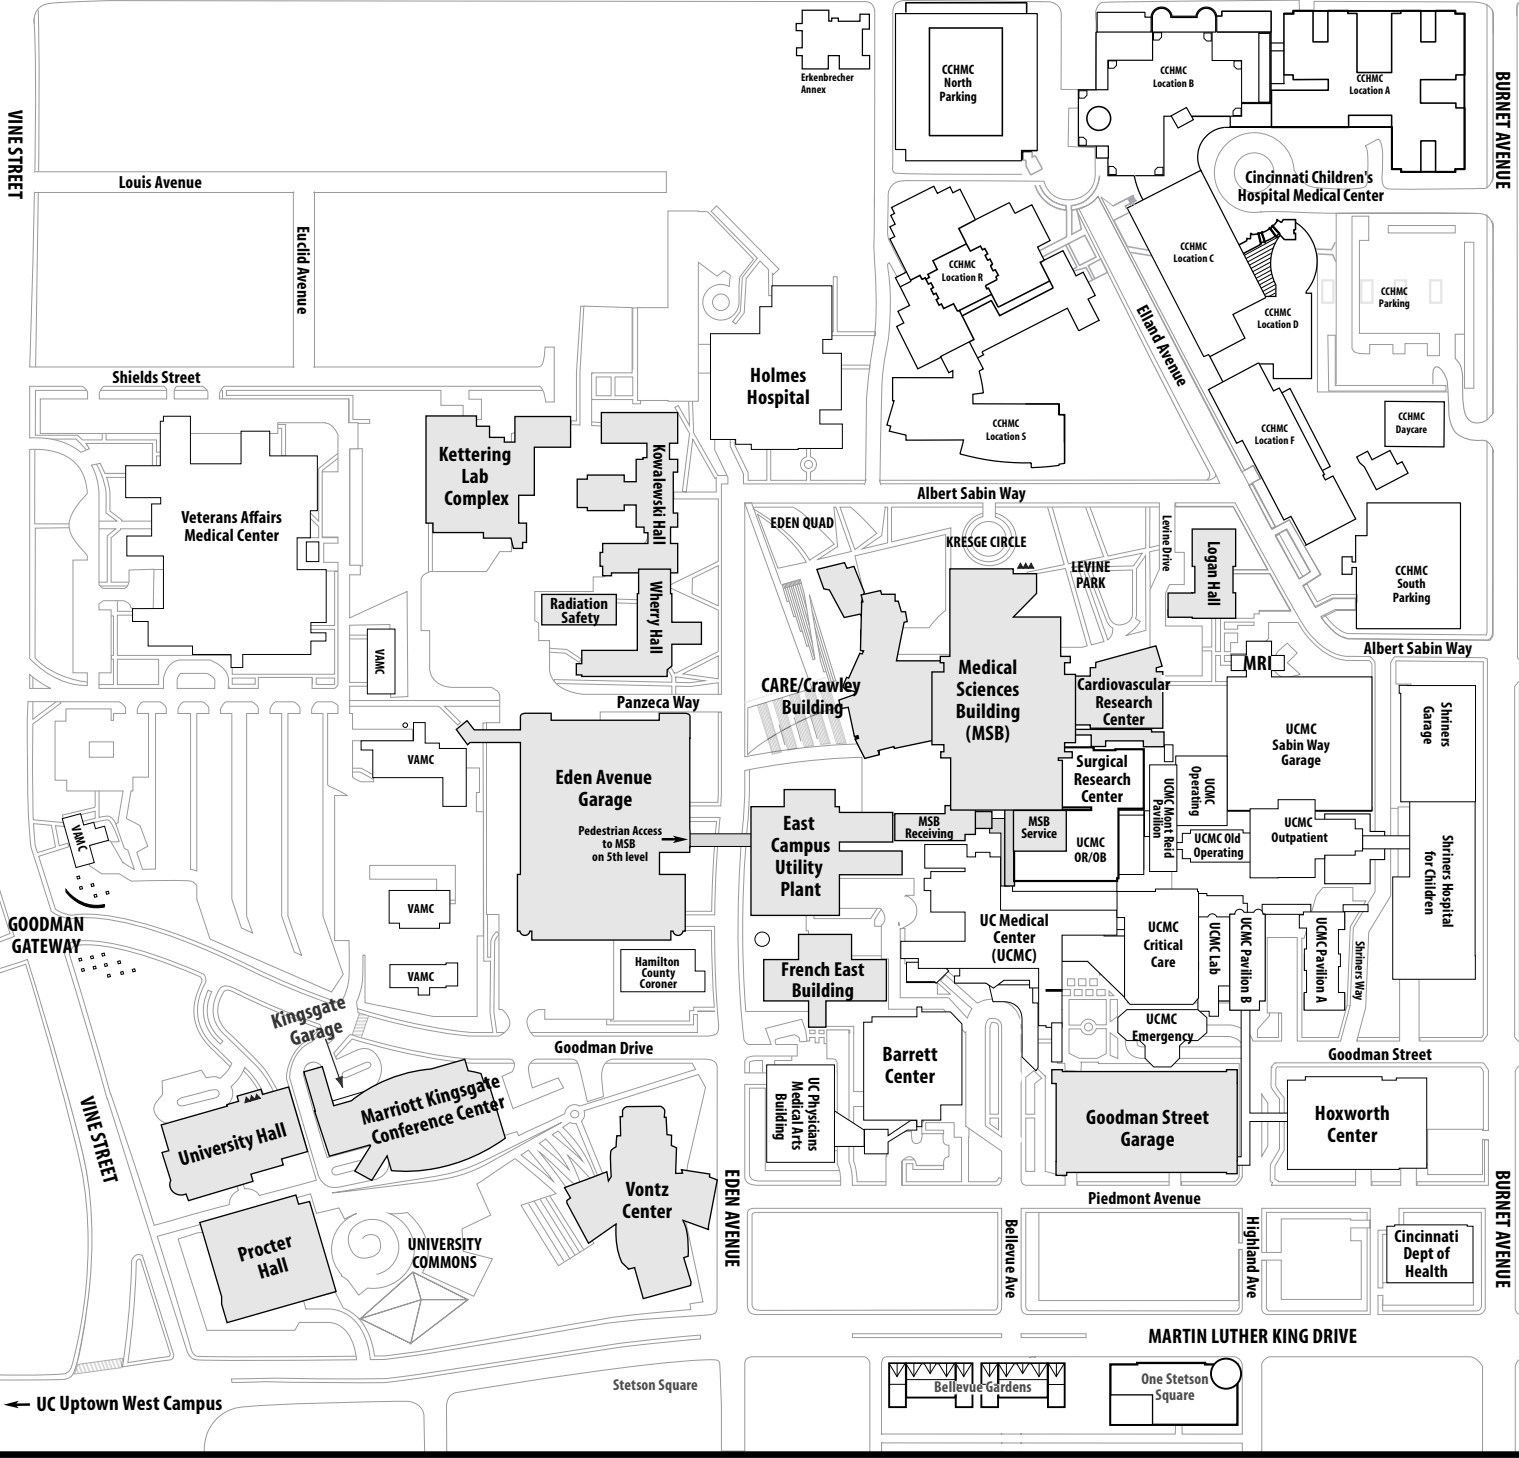 Erkenbrecher
Annex
CCHMC
North
Parking
CCHMC
Location B
CCHMC
Location A
BURNET AVENUE
VINE STREET
Louis Avenue
Euclid Avenue
Cincinnati Children's
Hospital Medical Center
CCHMC
Location R
CCHMC
Location C
CCHMC
Location D
CCHMC
Parking
Elland Avenue
Shields Street
Holmes
Hospital
CCHMC
Location S
CCHMC
Location F
CCHMC
Daycare
Kettering
Lab
Complex
Kowalewski Hall
Veterans Affairs
Medical Center
Albert Sabin Way
EDEN QUAD
KRESGE CIRCLE
Levine Drive
LEVINE
PARK
Logan Hall
CCHMC
South
Parking
Radiation
Safety
Wherry Hall
VAMC
Albert Sabin Way
MRI
CARE/Crawley
Building
Medical
Sciences
Building
(MSB)
Cardiovascular
Research
Center
Panzeca Way
Shriners
Garage
UCMC
Sabin Way
Garage
VAMC
Eden Avenue
Garage
Surgical
Research
Center
UCMC
Operating
UCMC Mont Reid
Pavilion
Pedestrian Access
to MSB
on 5th level
East
Campus
Utility
Plant
MSB
Receiving
MSB
Service
UCMC
OR/OB
UCMC Old
Operating
UCMC
Outpatient
Shriners Hospital
for Children
VAMC
VAMC
GOODMAN
GATEWAY
UC Medical
Center
(UCMC)
UCMC
Critical
Care
UCMC Lab
UCMC Pavilion B
UCMC Pavilion A
Shriners Way
VAMC
Hamilton
County
Coroner
French East
Building
Kingsgate
Garage
UCMC
Emergency
Goodman Drive
Goodman Street
Barrett
Center
UC Physicians
Medical Arts
Building
Marriott Kingsgate
Conference Center
University Hall
Goodman Street
Garage
Hoxworth
Center
VINE STREET
Vontz
Center
EDEN AVENUE
Piedmont Avenue
BURNET AVENUE
Procter
Hall
UNIVERSITY
COMMONS
Bellevue Ave
Highland Ave
Cincinnati
Dept of
Health
MARTIN LUTHER KING DRIVE
Stetson Square
Bellevue Gardens
One Stetson
Square
UC Uptown West Campus